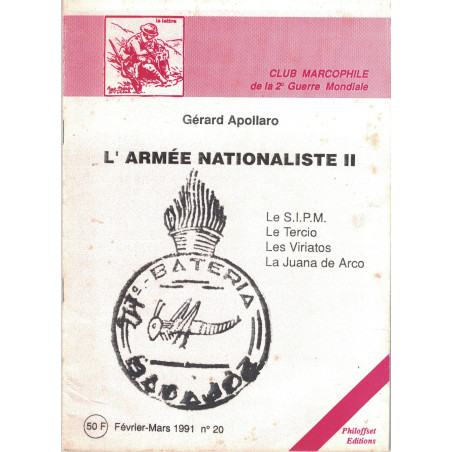 la lettre
CLUB MARCOPHILE
de la 2e Guerre Mondiale
Gérard Apollaro
L' ARMÉE NATIONALISTE II
Le S.I.P.M.
Le Tercio
Les Viriatos
La Juana de Arco
BATERIA
BADAJOZ
50 F Février-Mars 1991 n° 20
Philoffset
Editions